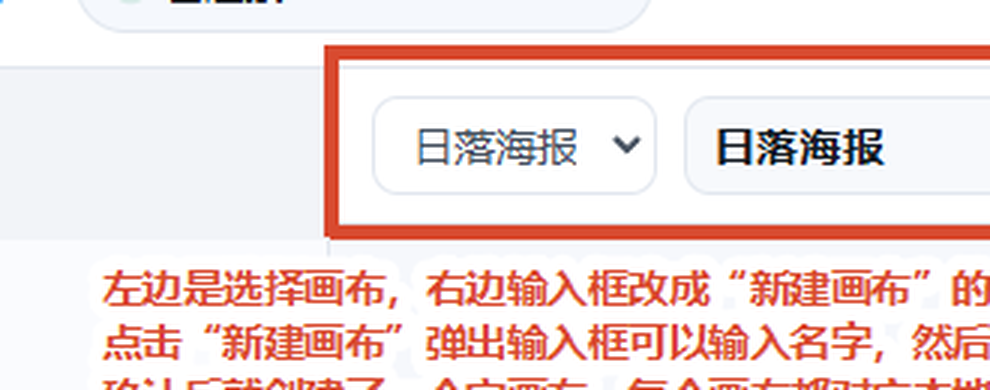 日落海报 日落海报
左边是选择画布，右边输入框改成“新建画布”的
点击“新建画布”弹出输入框可以输入名字，然后